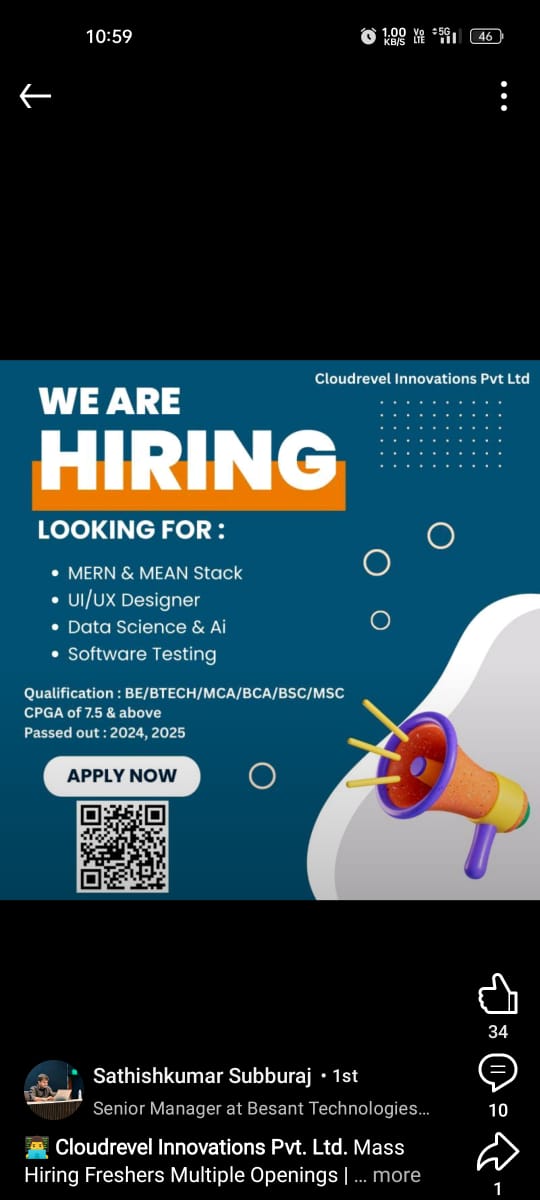 10:59
1.00 KB/S Vo LTE 5G 46
Cloudrevel Innovations Pvt Ltd
WE ARE
HIRING
LOOKING FOR :
• MERN & MEAN Stack
• UI/UX Designer
• Data Science & Ai
• Software Testing
Qualification : BE/BTECH/MCA/BCA/BSC/MSC
CPGA of 7.5 & above
Passed out : 2024, 2025
APPLY NOW
34
Sathishkumar Subburaj • 1st
Senior Manager at Besant Technologies...
10
👨‍💻 Cloudrevel Innovations Pvt. Ltd. Mass
Hiring Freshers Multiple Openings | ... more
1